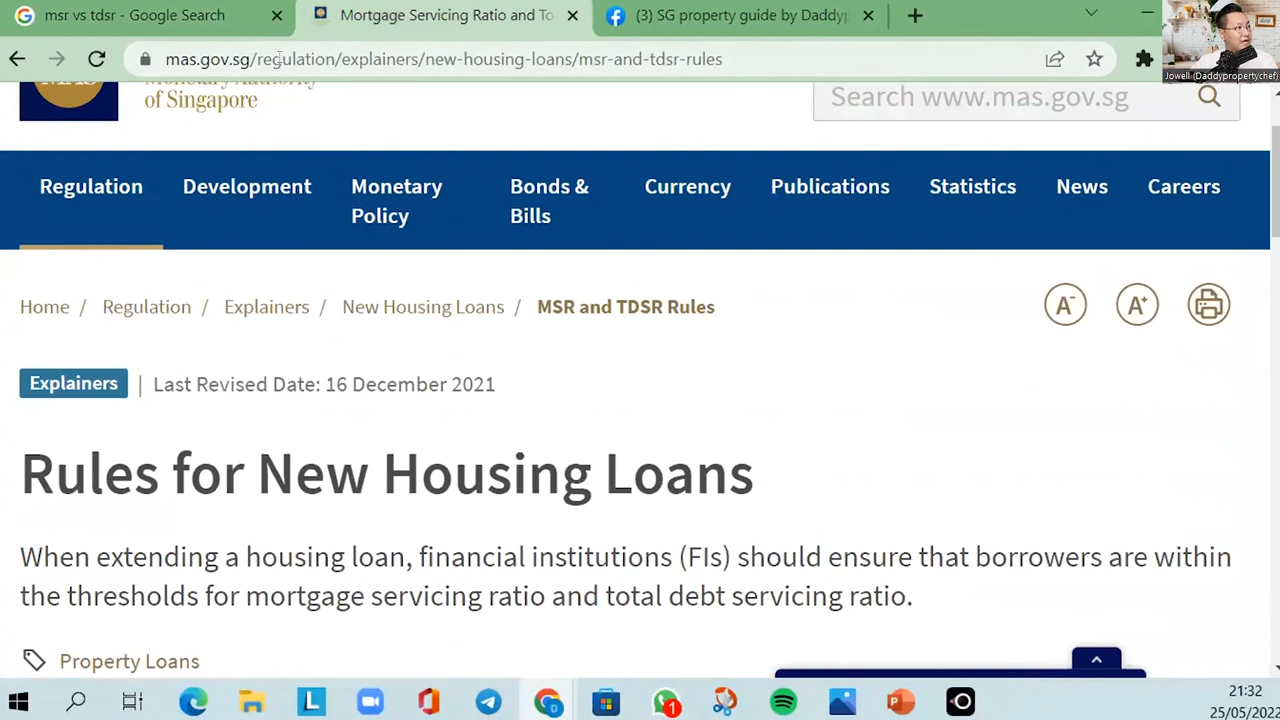 msr vs tdsr - Google Search
Mortgage Servicing Ratio and To
(3) SG property guide by Daddyp
mas.gov.sg/regulation/explainers/new-housing-loans/msr-and-tdsr-rules
Jowell (Daddypropertychef)
of Singapore
Search www.mas.gov.sg
Regulation
Development
Monetary
Policy
Bonds &
Bills
Currency
Publications
Statistics
News
Careers
Home / Regulation / Explainers / New Housing Loans / MSR and TDSR Rules
A-
A+
Explainers | Last Revised Date: 16 December 2021
Rules for New Housing Loans
When extending a housing loan, financial institutions (FIs) should ensure that borrowers are within
the thresholds for mortgage servicing ratio and total debt servicing ratio.
Property Loans
L
1
21:32
25/05/2022